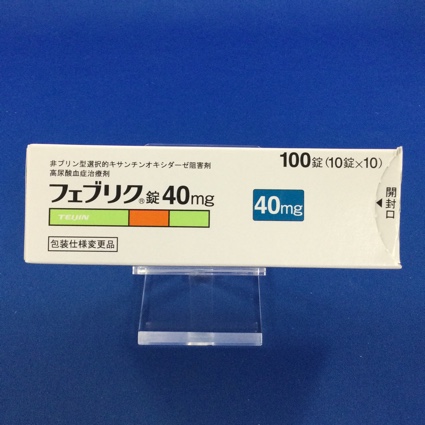 非プリン型選択的キサンチンオキシダーゼ阻害剤
高尿酸血症治療剤
フェブリク®錠40mg
TEIJIN
包装仕様変更品
100錠(10錠×10)
40mg
◀開封口